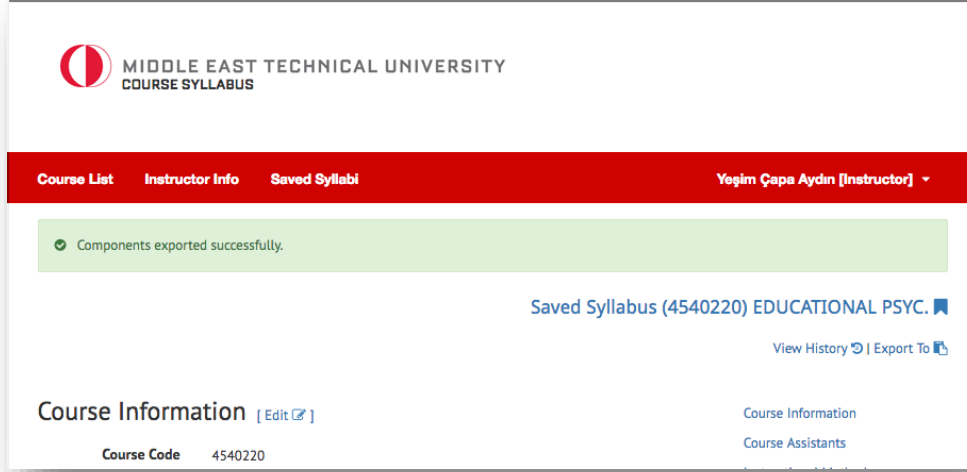 MIDDLE EAST TECHNICAL UNIVERSITY
COURSE SYLLABUS
Course List Instructor Info Saved Syllabi Yeşim Çapa Aydın [Instructor]
Components exported successfully.
Saved Syllabus (4540220) EDUCATIONAL PSYC.
View History | Export To
Course Information [ Edit ]
Course Information
Course Code 4540220
Course Assistants